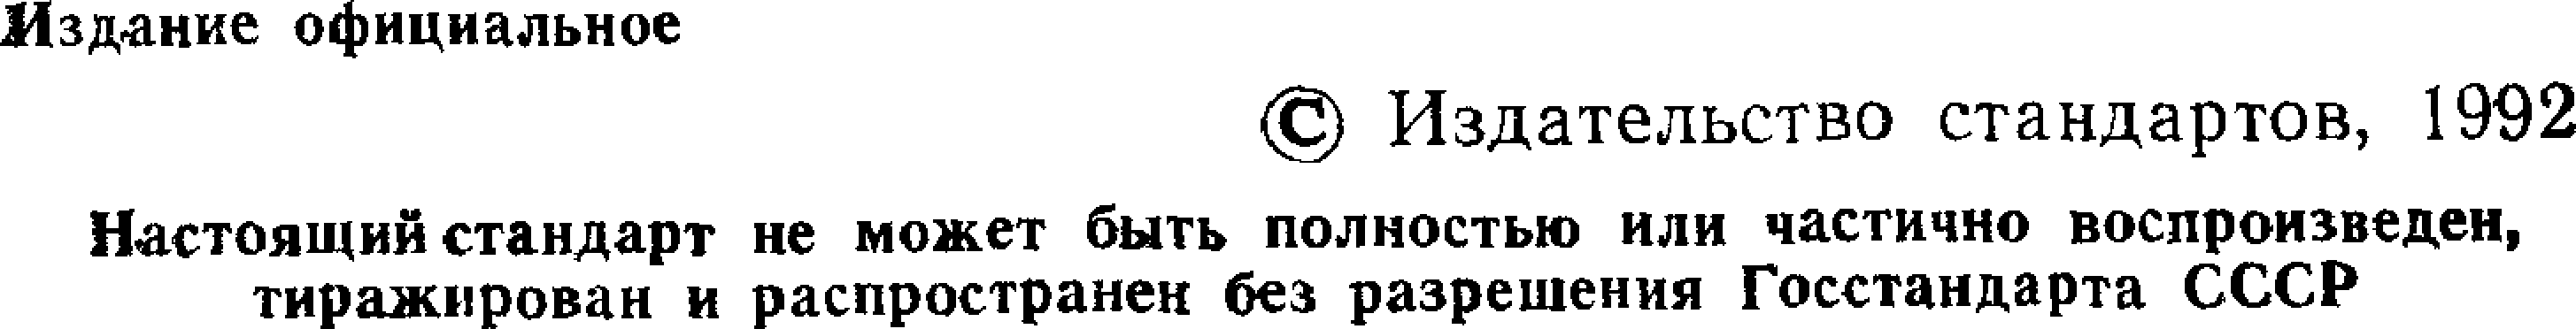 Издание официальное
© Издательство стандартов, 1992
Настоящий стандарт не может быть полностью или частично воспроизведен,
тиражирован и распространен без разрешения Госстандарта СССР